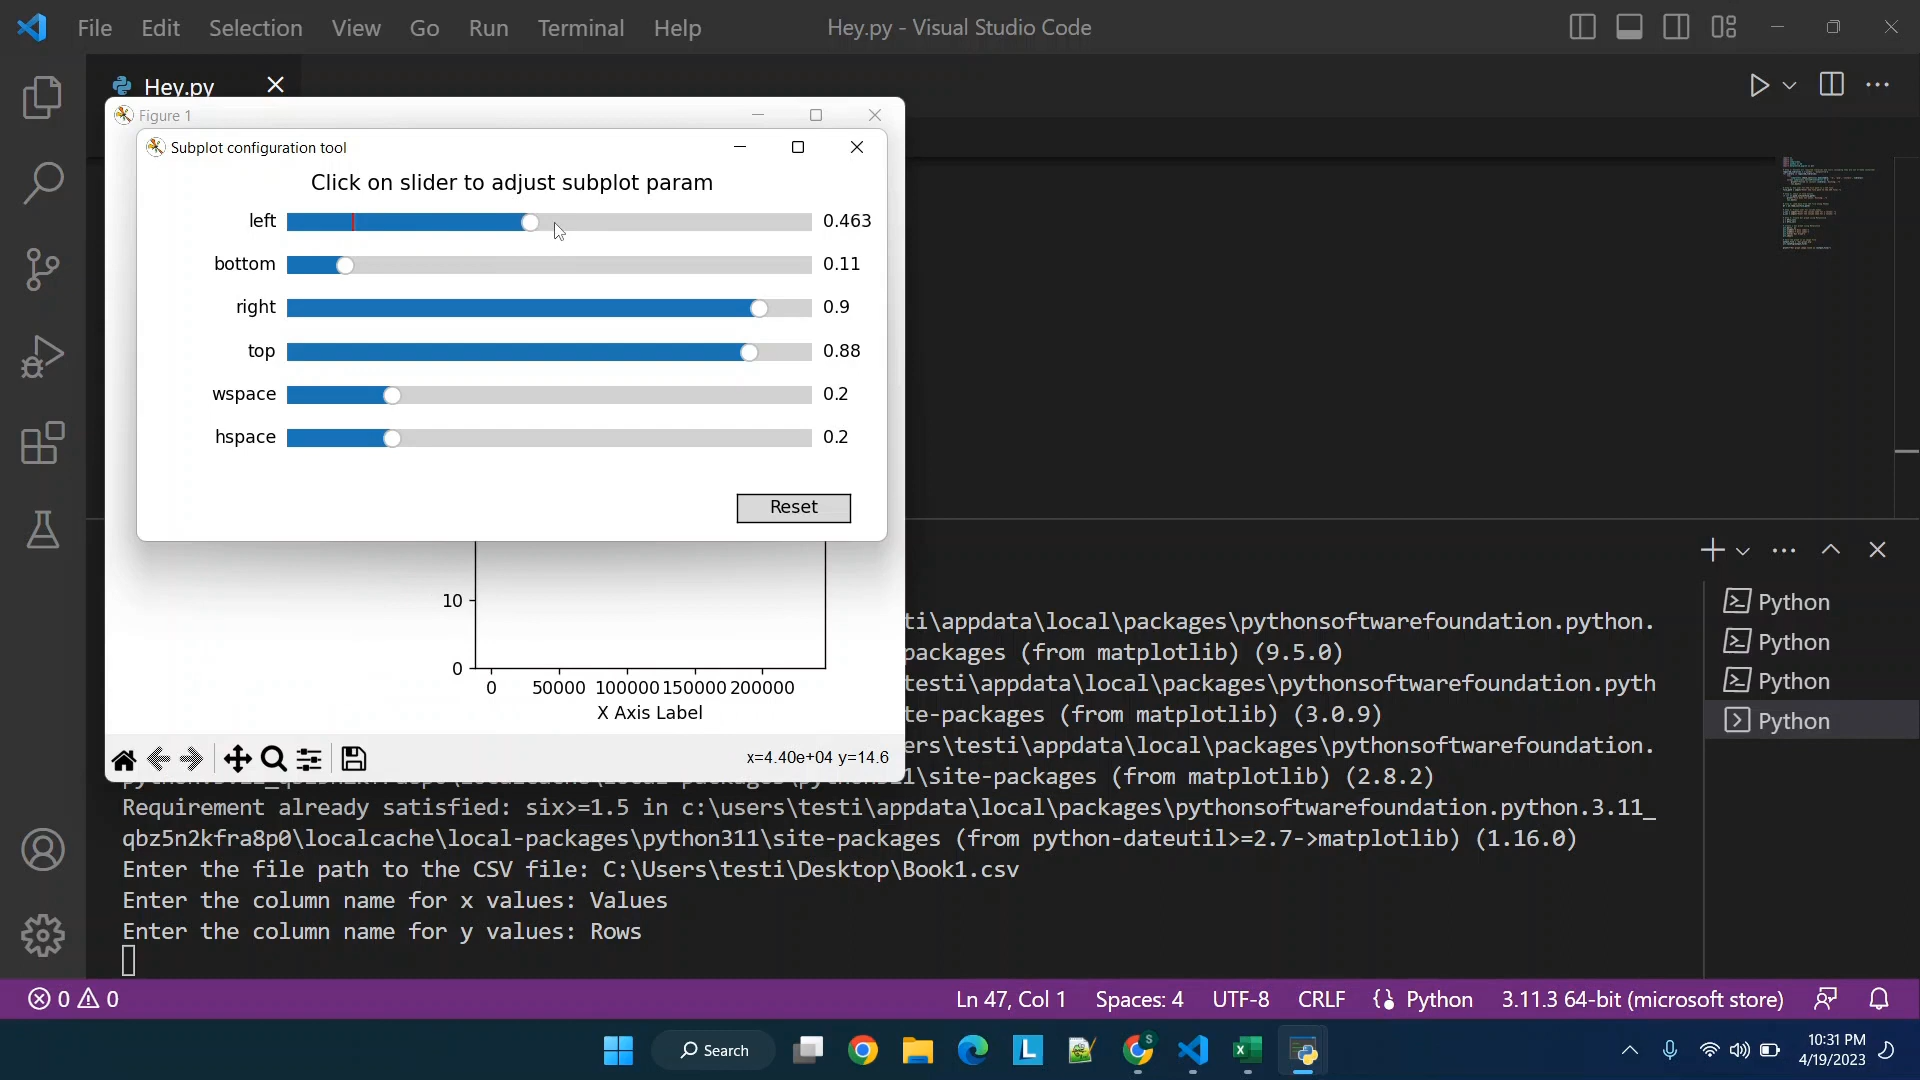 File Edit Selection View Go Run Terminal Help
Hey.py - Visual Studio Code
Hey.py
Figure 1
Subplot configuration tool
Click on slider to adjust subplot param
left 0.463
bottom 0.11
right 0.9
top 0.88
wspace 0.2
hspace 0.2
Reset
10
0
0 50000 100000 150000 200000
X Axis Label
x=4.40e+04 y=14.6
ti\appdata\local\packages\pythonsoftwarefoundation.python.
packages (from matplotlib) (9.5.0)
testi\appdata\local\packages\pythonsoftwarefoundation.pyth
te-packages (from matplotlib) (3.0.9)
ers\testi\appdata\local\packages\pythonsoftwarefoundation.
\site-packages (from matplotlib) (2.8.2)
Requirement already satisfied: six>=1.5 in c:\users\testi\appdata\local\packages\pythonsoftwarefoundation.python.3.11_
qbz5n2kfra8p0\localcache\local-packages\python311\site-packages (from python-dateutil>=2.7->matplotlib) (1.16.0)
Enter the file path to the CSV file: C:\Users\testi\Desktop\Book1.csv
Enter the column name for x values: Values
Enter the column name for y values: Rows
Python
Python
Python
Python
0 0
Ln 47, Col 1 Spaces: 4 UTF-8 CRLF Python 3.11.3 64-bit (microsoft store)
Search
L
S
10:31 PM
4/19/2023